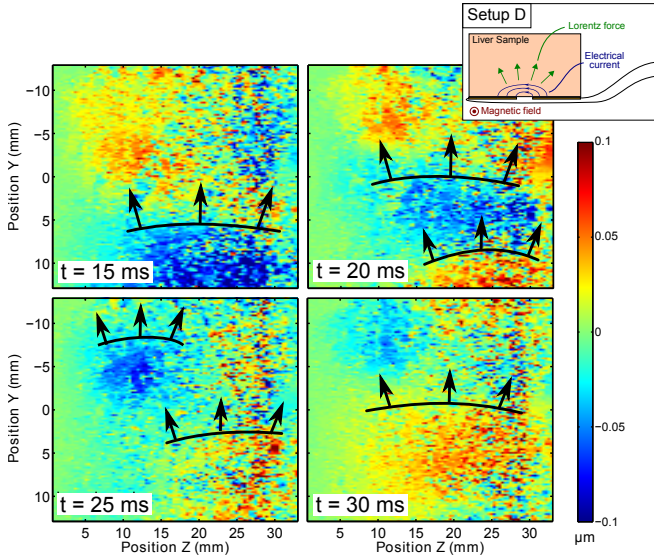 Setup D
Lorentz force
Liver Sample
Electrical
current
Magnetic field
Position Y (mm)
−10
−5
0
5
10
t = 15 ms
t = 20 ms
0.1
0.05
0
−0.05
−0.1
µm
Position Y (mm)
−10
−5
0
5
10
t = 25 ms
t = 30 ms
5 10 15 20 25 30
5 10 15 20 25 30
Position Z (mm)
Position Z (mm)